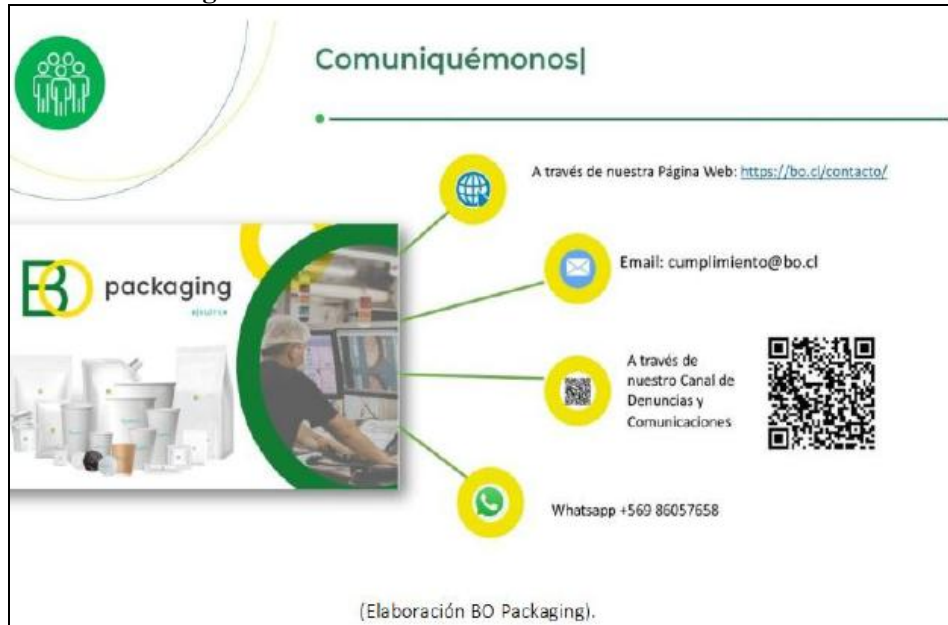 Comuniquémonos|
A través de nuestra Página Web: https://bo.cl/contacto/
Email: cumplimiento@bo.cl
BO packaging
A través de
nuestro Canal de
Denuncias y
Comunicaciones
Whatsapp +569 86057658
(Elaboración BO Packaging).